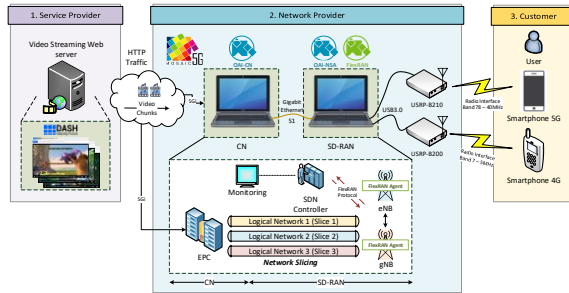 1. Service Provider
2. Network Provider
3. Customer
Video Streaming Web
server
HTTP
Traffic
Video
Chunks
DASH
SGi
SGi
MOSAIC
5G
OAI-CN
OAI-NSA
FlexRAN
Gigabit
Ethernet
S1
CN
SD-RAN
USB3.0
USRP-B210
USRP-B200
Radio Interface
Band 78 – 40MHz
Radio Interface
Band 7 – 5MHz
User
Smartphone 5G
Smartphone 4G
Monitoring
SDN
Controller
FlexRAN
Protocol
FlexRAN Agent
eNB
FlexRAN Agent
gNB
EPC
Logical Network 1 (Slice 1)
Logical Network 2 (Slice 2)
Logical Network 3 (Slice 3)
Network Slicing
CN
SD-RAN